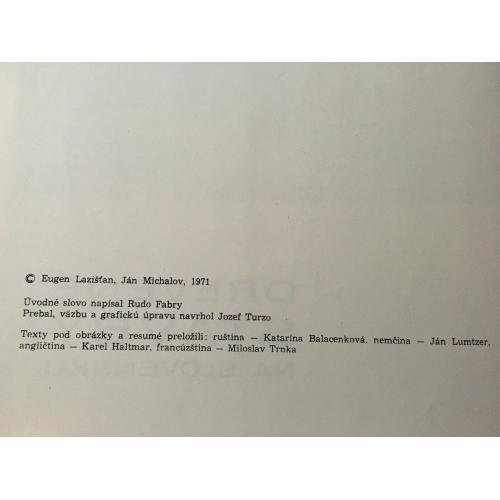 © Eugen Lazišťan, Ján Michalov, 1971
Úvodné slovo napísal Rudo Fabry
Prebal, väzbu a grafickú úpravu navrhol Jozef Turzo
Texty pod obrázky a resumé preložili: ruština — Katarína Balacenková, nemčina — Ján Lumtzer,
angličtina — Karel Haltmar, francúzština — Miloslav Trnka